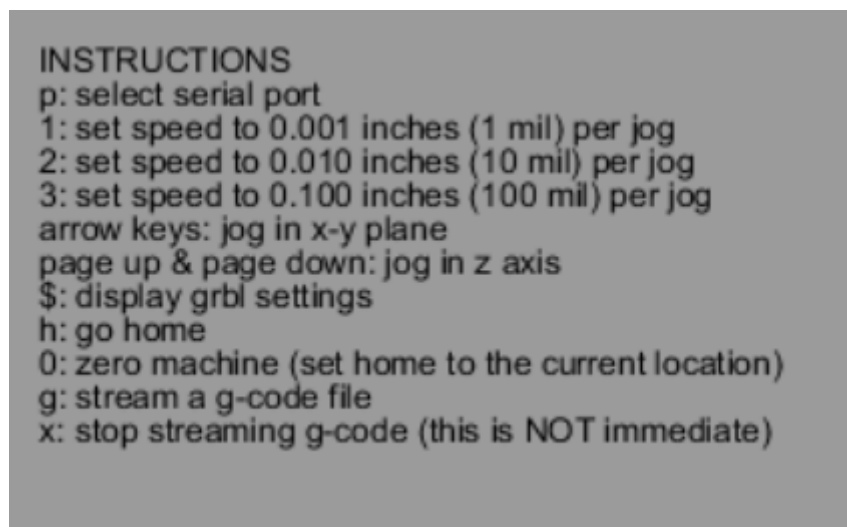 INSTRUCTIONS
p: select serial port
1: set speed to 0.001 inches (1 mil) per jog
2: set speed to 0.010 inches (10 mil) per jog
3: set speed to 0.100 inches (100 mil) per jog
arrow keys: jog in x-y plane
page up & page down: jog in z axis
$: display grbl settings
h: go home
0: zero machine (set home to the current location)
g: stream a g-code file
x: stop streaming g-code (this is NOT immediate)